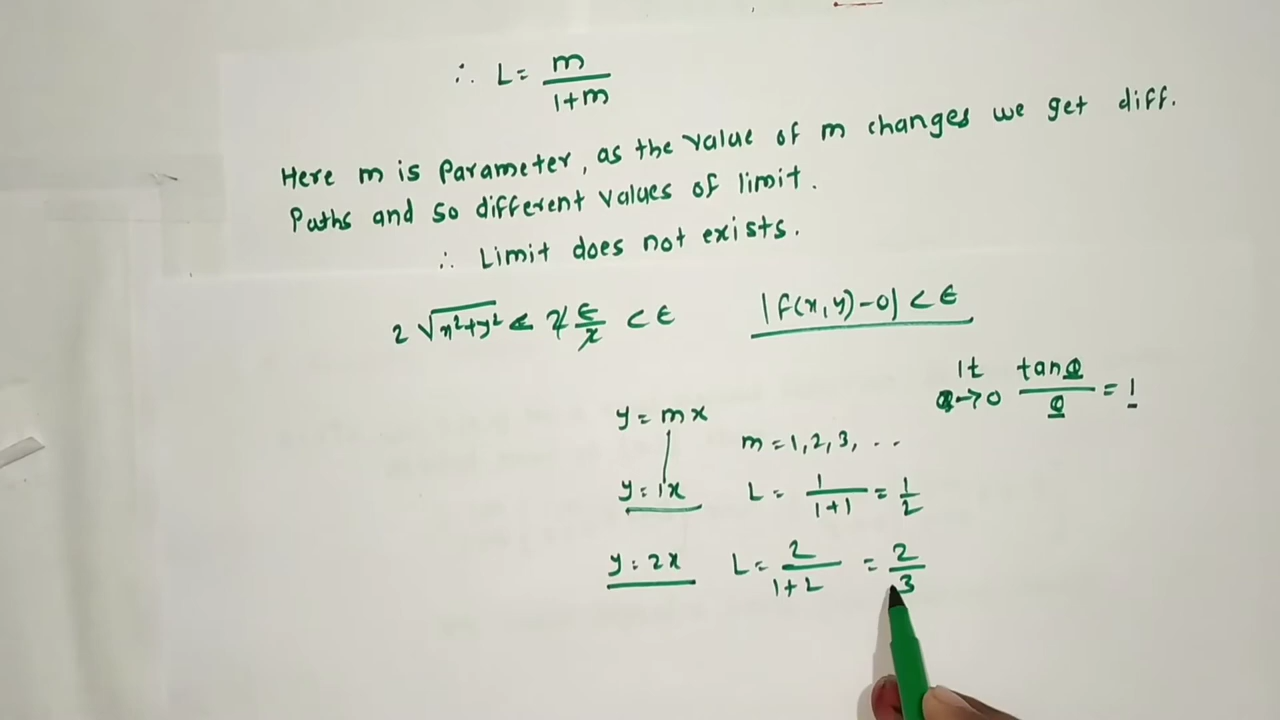 ∴ L = m/(1+m)
Here m is Parameter, as the value of m changes we get diff.
Paths and so different values of limit.
∴ Limit does not exists.
2 √(x²+y²) < 2 ε/2 < ε
|f(x,y)-0| < ε
lt θ→0 tanθ/θ = 1
y = mx
m = 1,2,3, ...
y = 1x L = 1/(1+1) = 1/2
y = 2x L = 2/(1+2) = 2/3